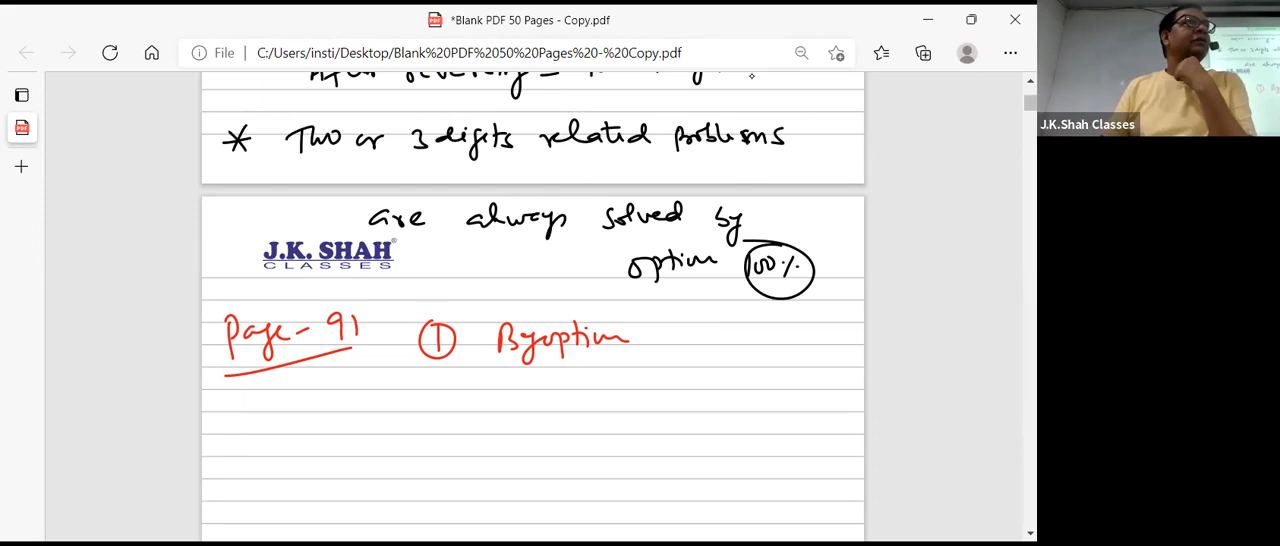 *Blank PDF 50 Pages - Copy.pdf
File C:/Users/insti/Desktop/Blank%20PDF%2050%20Pages%20-%20Copy.pdf
After
* Two or 3 digits related problems
are always solved by
J.K. SHAH®
CLASSES
option 100%
Page - 91 ① By option
J.K.Shah Classes